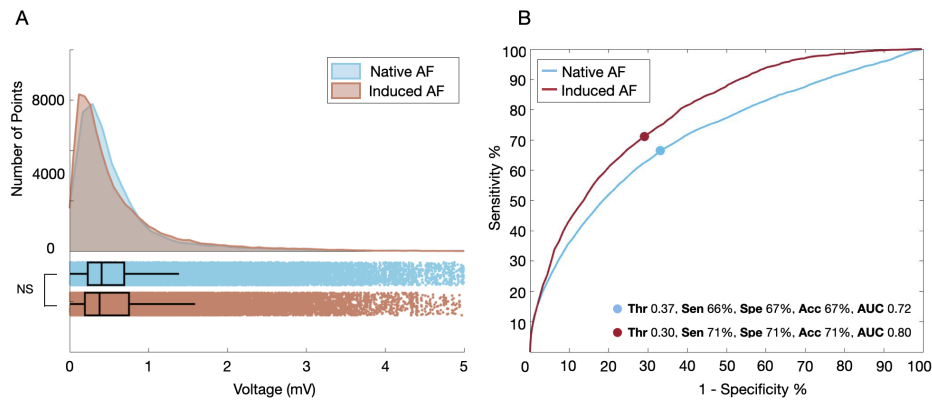 A
B
Number of Points
8000
4000
0
Native AF
Induced AF
NS
0 1 2 3 4 5
Voltage (mV)
Sensitivity %
100
90
80
70
60
50
40
30
20
10
Native AF
Induced AF
Thr 0.37, Sen 66%, Spe 67%, Acc 67%, AUC 0.72
Thr 0.30, Sen 71%, Spe 71%, Acc 71%, AUC 0.80
0 10 20 30 40 50 60 70 80 90 100
1 - Specificity %